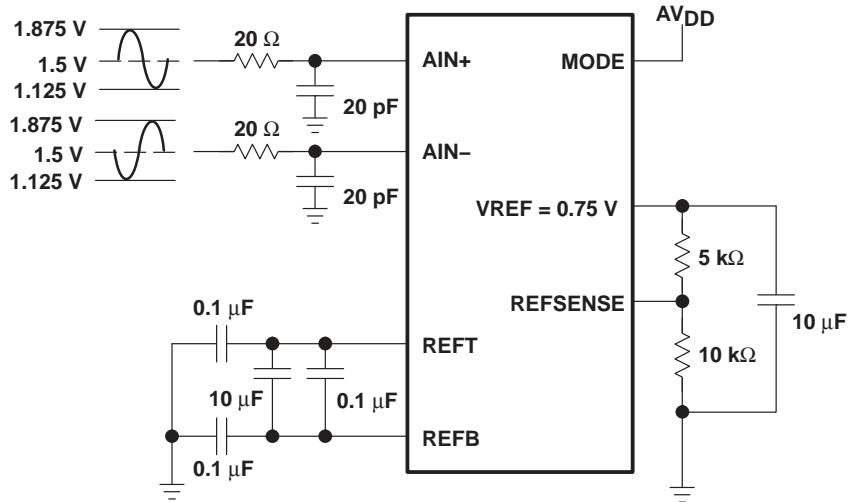 1.875 V
1.5 V
1.125 V
1.875 V
1.5 V
1.125 V
20 Ω
20 pF
20 Ω
20 pF
AIN+
AIN–
AVDD
MODE
VREF = 0.75 V
REFSENSE
5 kΩ
10 kΩ
10 μF
0.1 μF
10 μF
0.1 μF
0.1 μF
REFT
REFB